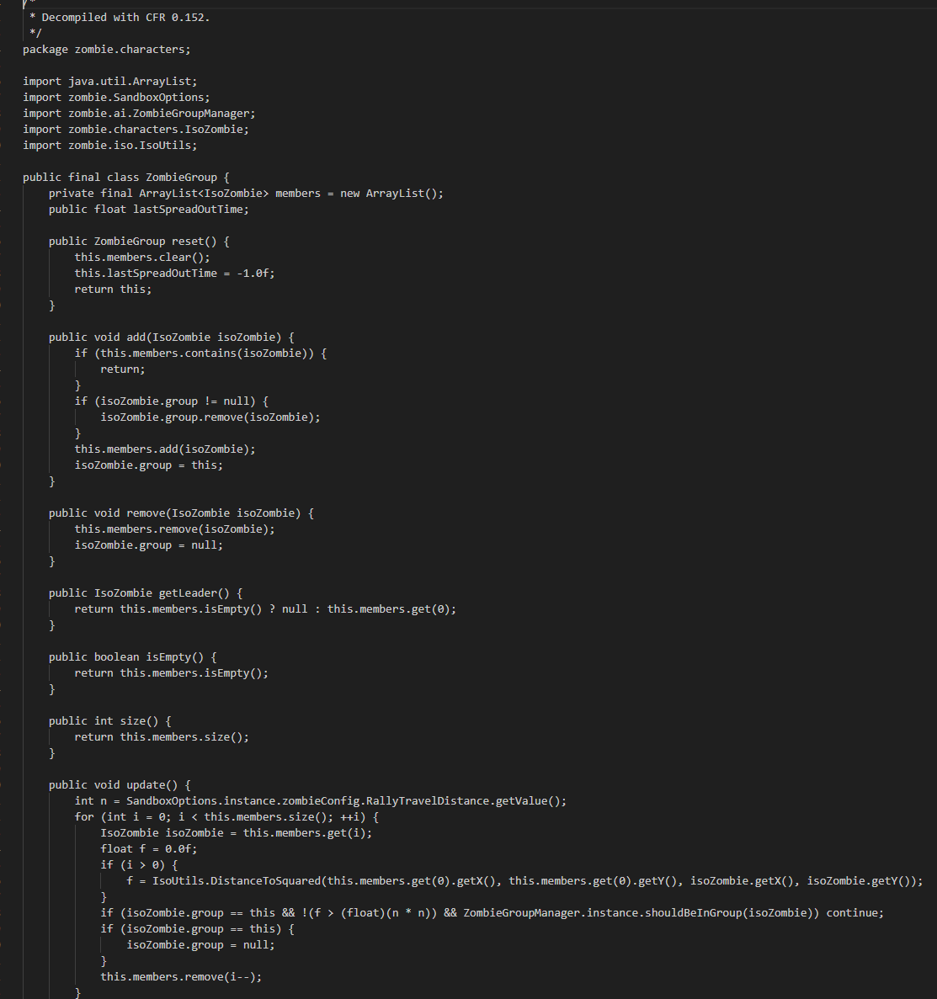 /*
 * Decompiled with CFR 0.152.
 */
package zombie.characters;

import java.util.ArrayList;
import zombie.SandboxOptions;
import zombie.ai.ZombieGroupManager;
import zombie.characters.IsoZombie;
import zombie.iso.IsoUtils;

public final class ZombieGroup {
    private final ArrayList<IsoZombie> members = new ArrayList();
    public float lastSpreadOutTime;

    public ZombieGroup reset() {
        this.members.clear();
        this.lastSpreadOutTime = -1.0f;
        return this;
    }

    public void add(IsoZombie isoZombie) {
        if (this.members.contains(isoZombie)) {
            return;
        }
        if (isoZombie.group != null) {
            isoZombie.group.remove(isoZombie);
        }
        this.members.add(isoZombie);
        isoZombie.group = this;
    }

    public void remove(IsoZombie isoZombie) {
        this.members.remove(isoZombie);
        isoZombie.group = null;
    }

    public IsoZombie getLeader() {
        return this.members.isEmpty() ? null : this.members.get(0);
    }

    public boolean isEmpty() {
        return this.members.isEmpty();
    }

    public int size() {
        return this.members.size();
    }

    public void update() {
        int n = SandboxOptions.instance.zombieConfig.RallyTravelDistance.getValue();
        for (int i = 0; i < this.members.size(); ++i) {
            IsoZombie isoZombie = this.members.get(i);
            float f = 0.0f;
            if (i > 0) {
                f = IsoUtils.DistanceToSquared(this.members.get(0).getX(), this.members.get(0).getY(), isoZombie.getX(), isoZombie.getY());
            }
            if (isoZombie.group == this && !(f > (float)(n * n)) && ZombieGroupManager.instance.shouldBeInGroup(isoZombie)) continue;
            if (isoZombie.group == this) {
                isoZombie.group = null;
            }
            this.members.remove(i--);
        }